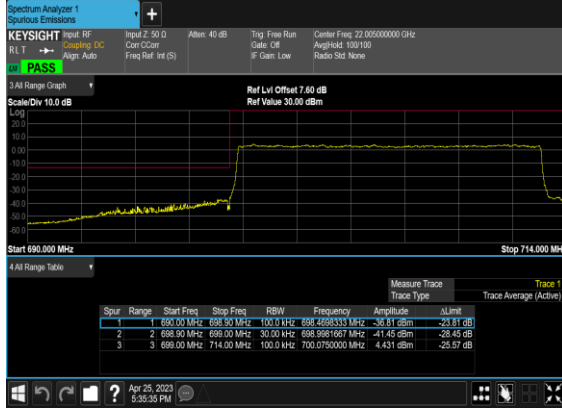 Spectrum Analyzer 1
Spurious Emissions
+
KEYSIGHT Input: RF Input Z: 50 Ω Atten: 40 dB Trig: Free Run Center Freq: 22.005000000 GHz
RLT Coupling: DC Corr CCorr Gate: Off Avg|Hold: 100/100
Align: Auto Freq Ref: Int (S) IF Gain: Low Radio Std: None
PASS
3 All Range Graph
Ref Lvl Offset 7.60 dB
Scale/Div 10.0 dB Ref Value 30.00 dBm
Log
20.0
10.0
0.00
-10.0
-20.0
-30.0
-40.0
-50.0
-60.0
Start 690.000 MHz Stop 714.000 MH
4 All Range Table
Measure Trace Trace 1
Trace Type Trace Average (Active)
Spur Range Start Freq Stop Freq RBW Frequency Amplitude ΔLimit
1 1 690.00 MHz 698.90 MHz 100.0 kHz 698.4698333 MHz -36.81 dBm -23.81 dB
2 2 698.90 MHz 699.00 MHz 30.00 kHz 698.9981667 MHz -41.45 dBm -28.45 dB
3 3 699.00 MHz 714.00 MHz 100.0 kHz 700.0750000 MHz 4.431 dBm -25.57 dB
? Apr 25, 2023
5:35:35 PM